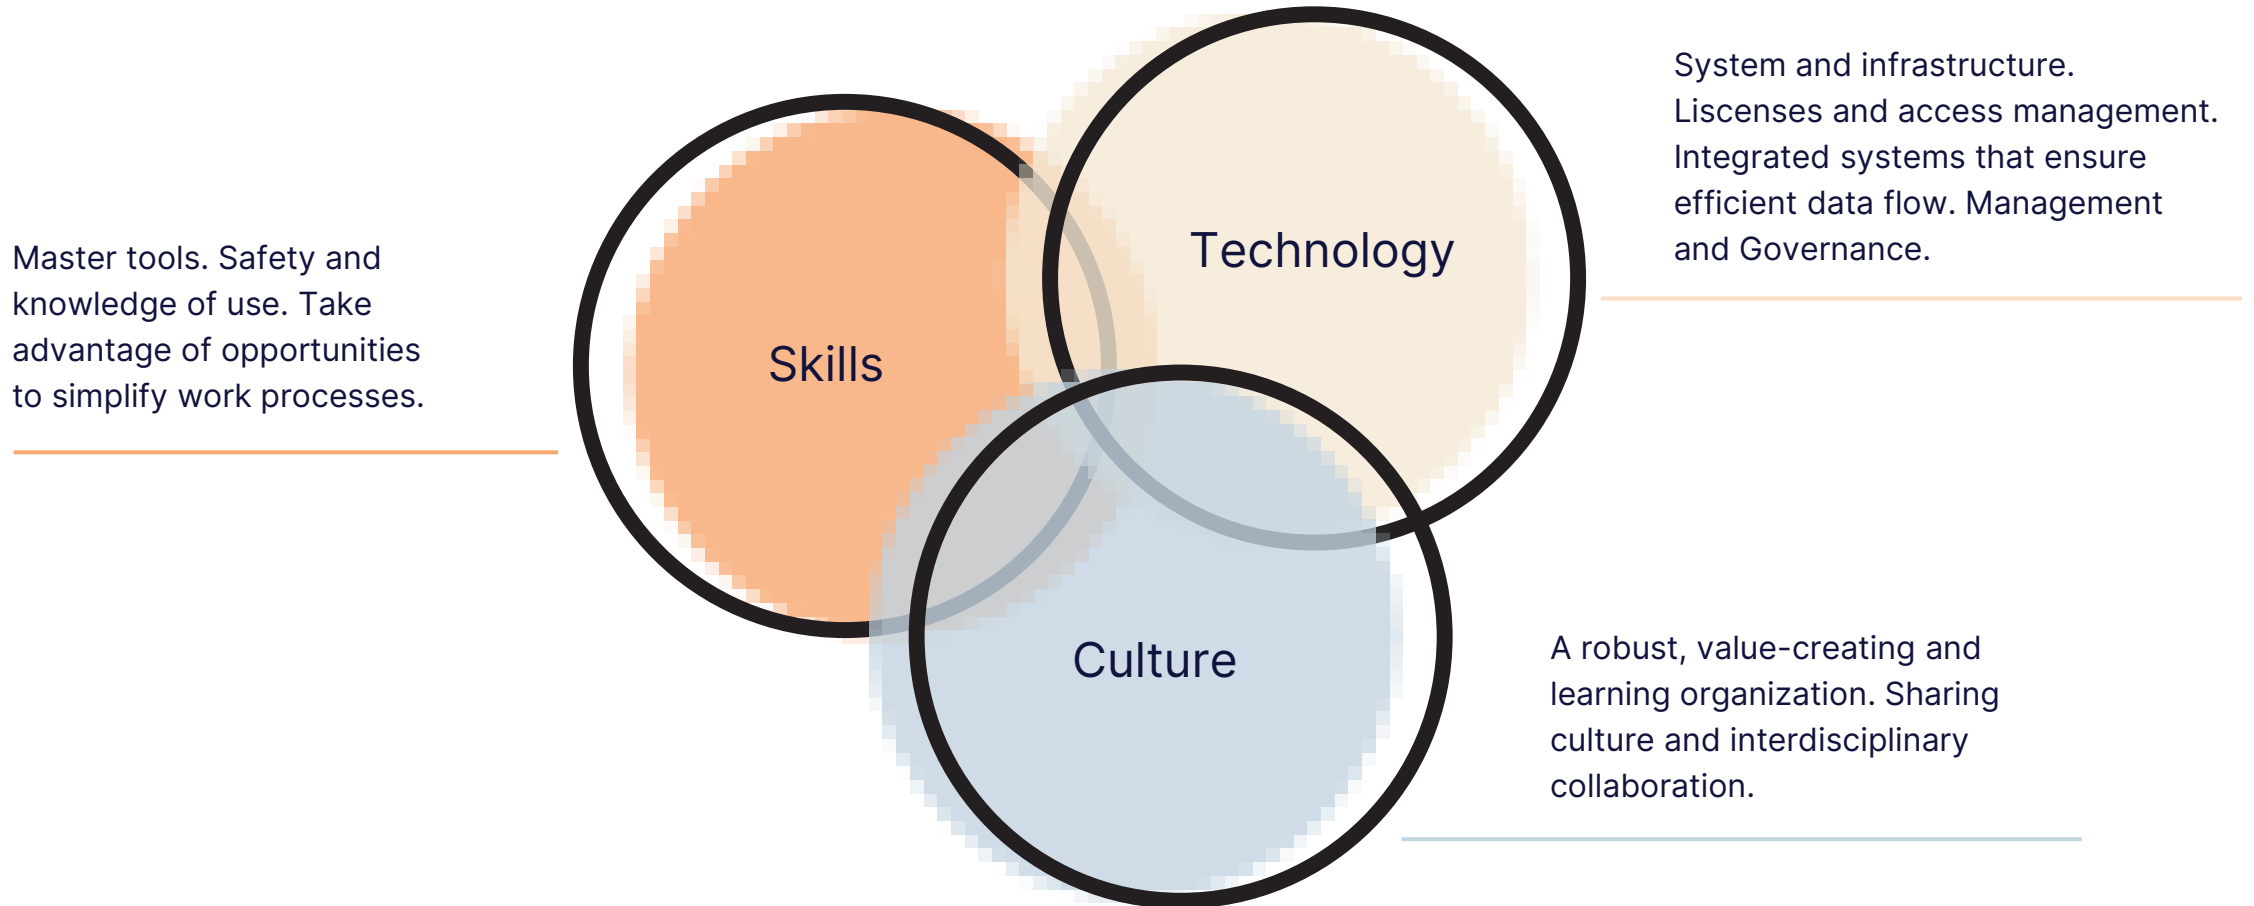 System and infrastructure.
Liscenses and access management.
Integrated systems that ensure
efficient data flow. Management
and Governance.
Technology
Master tools. Safety and
knowledge of use. Take
advantage of opportunities
to simplify work processes.
Skills
Culture
A robust, value-creating and
learning organization. Sharing
culture and interdisciplinary
collaboration.